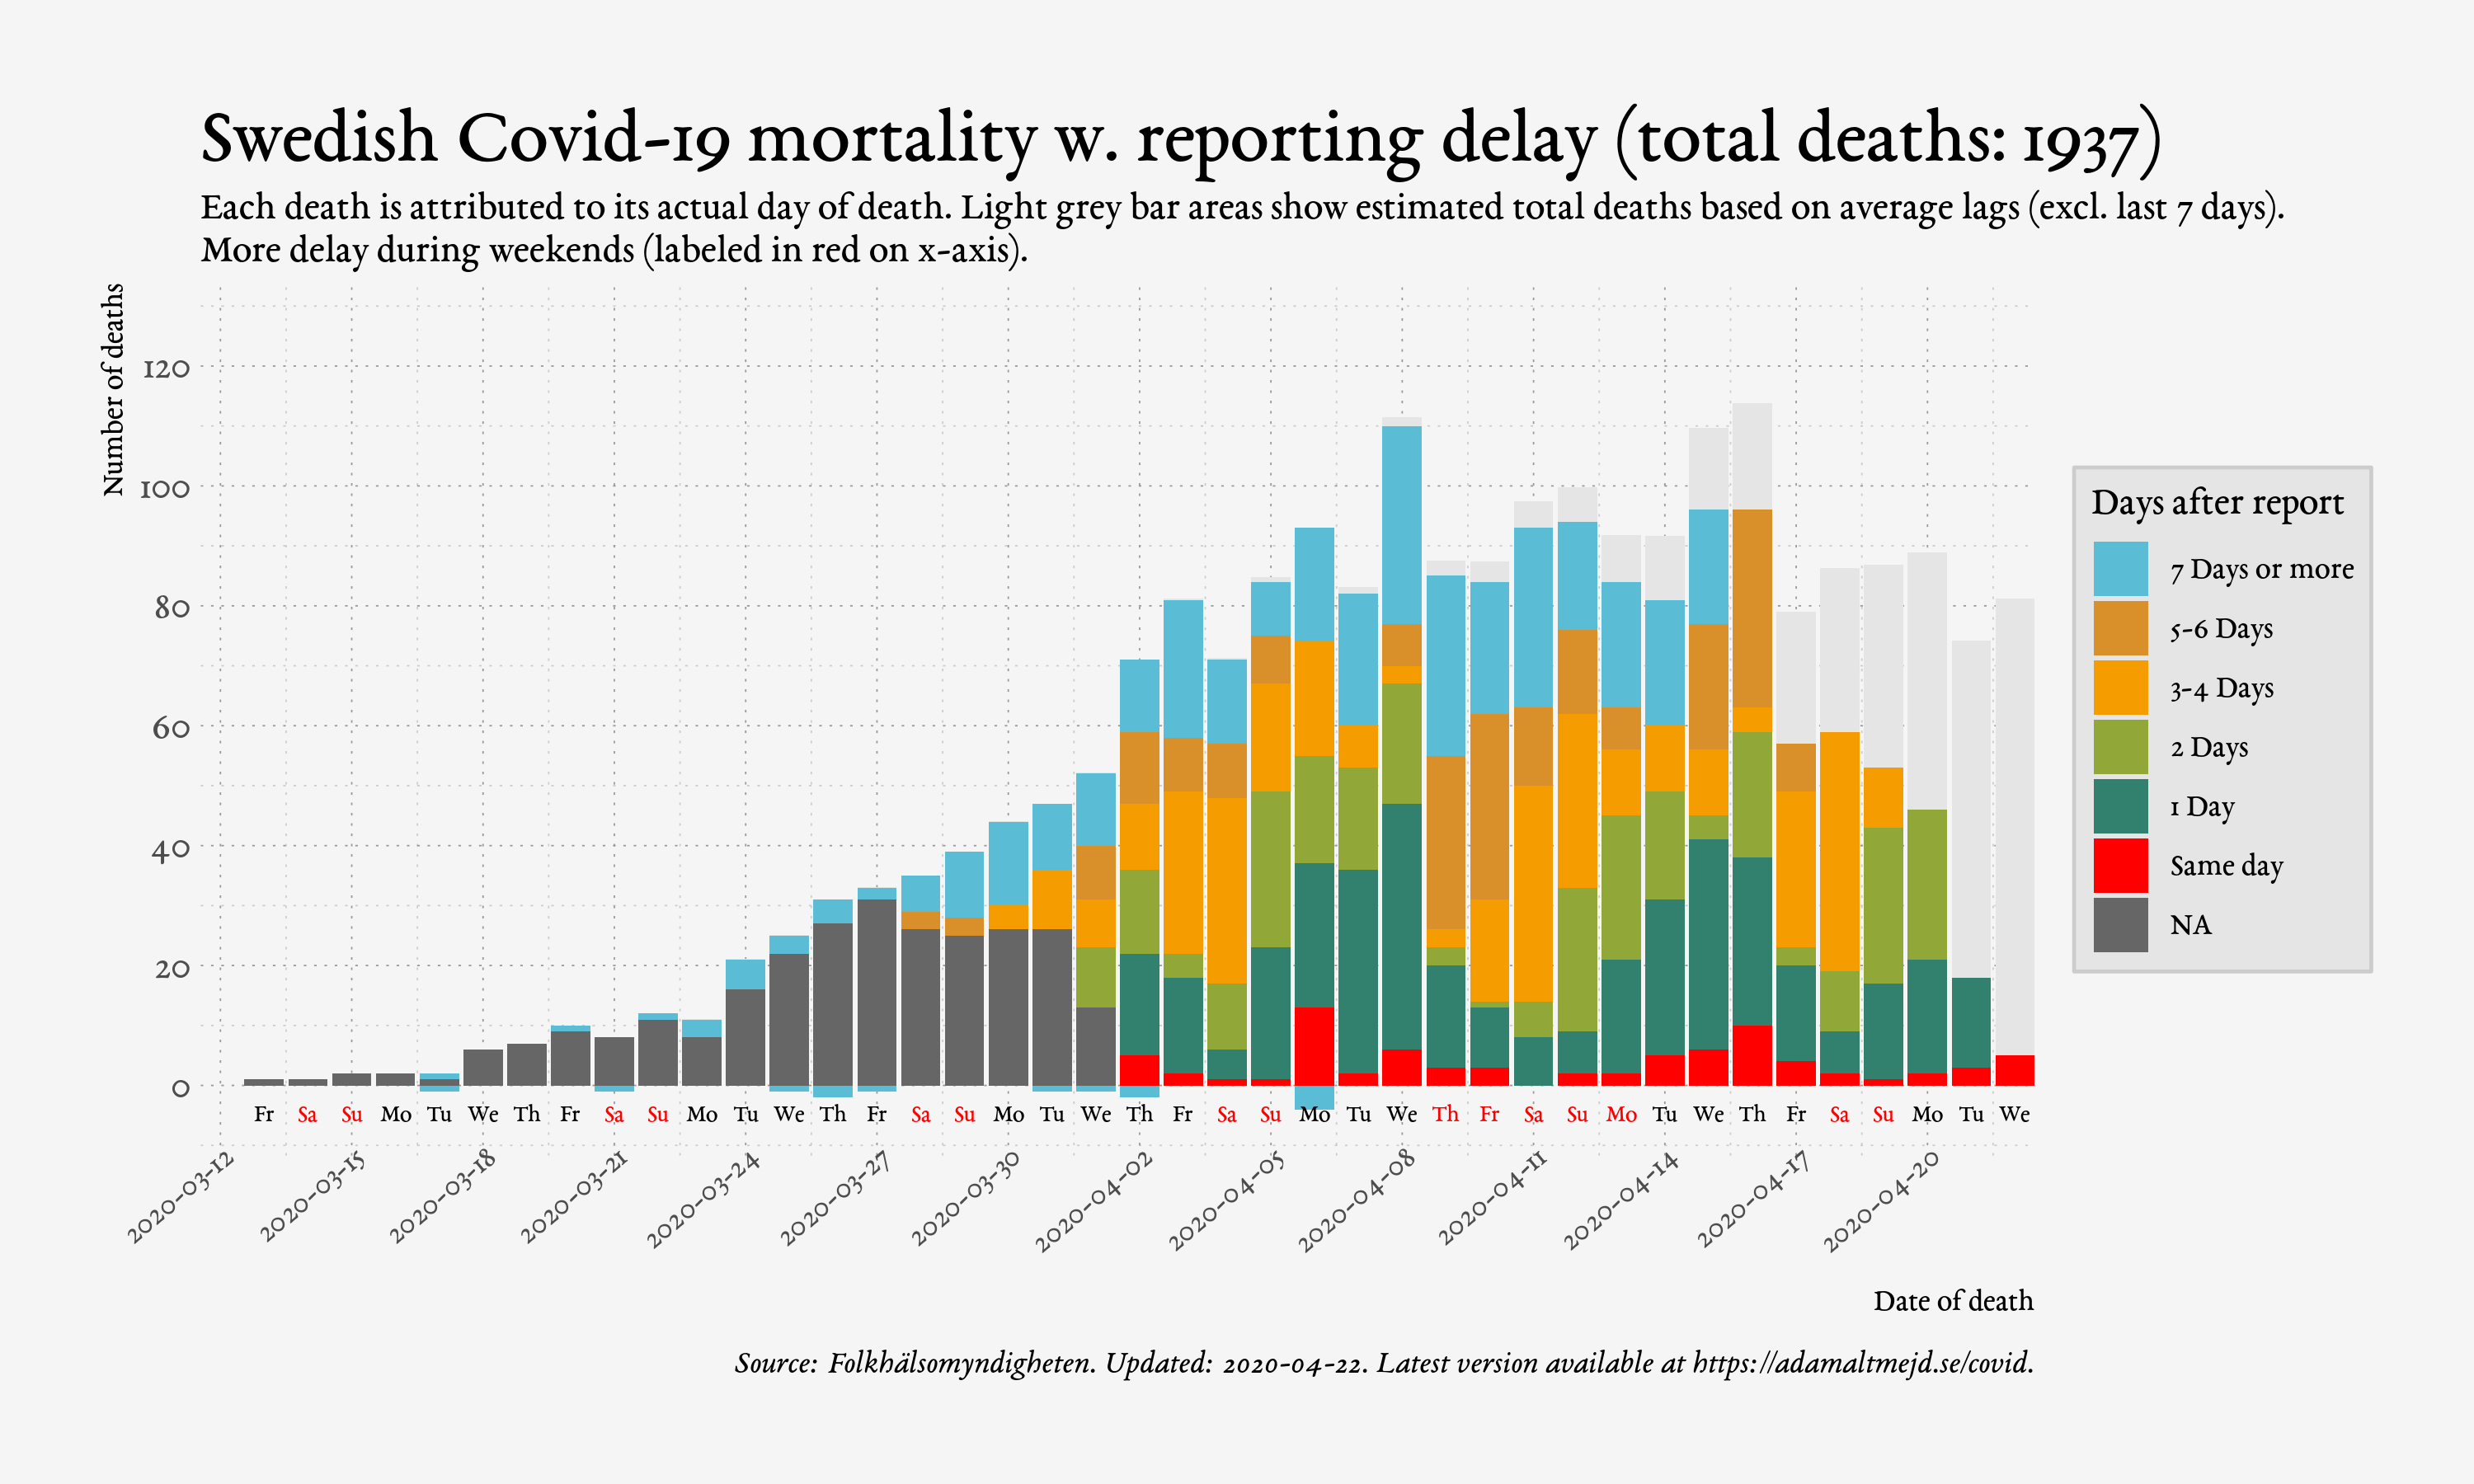 Swedish Covid-19 mortality w. reporting delay (total deaths: 1937)
Each death is attributed to its actual day of death. Light grey bar areas show estimated total deaths based on average lags (excl. last 7 days).
More delay during weekends (labeled in red on x-axis).
Number of deaths
120
100
80
60
40
20
0
Fr Sa Su Mo Tu We Th Fr Sa Su Mo Tu We Th Fr Sa Su Mo Tu We Th Fr Sa Su Mo Tu We Th Fr Sa Su Mo Tu We Th Fr Sa Su Mo Tu We
2020-03-12 2020-03-15 2020-03-18 2020-03-21 2020-03-24 2020-03-27 2020-03-30 2020-04-02 2020-04-05 2020-04-08 2020-04-11 2020-04-14 2020-04-17 2020-04-20
Date of death
Days after report
7 Days or more
5-6 Days
3-4 Days
2 Days
1 Day
Same day
NA
Source: Folkhälsomyndigheten. Updated: 2020-04-22. Latest version available at https://adamaltmejd.se/covid.